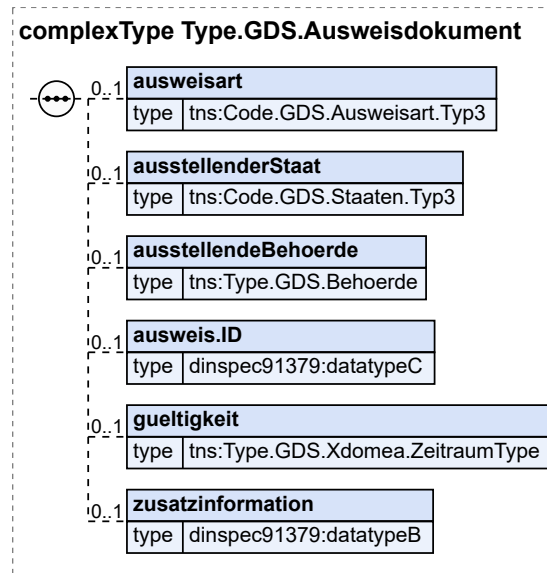 complexType Type.GDS.Ausweisdokument
0..1 ausweisart
type tns:Code.GDS.Ausweisart.Typ3
0..1 ausstellenderStaat
type tns:Code.GDS.Staaten.Typ3
0..1 ausstellendeBehoerde
type tns:Type.GDS.Behoerde
0..1 ausweis.ID
type dinspec91379:datatypeC
0..1 gueltigkeit
type tns:Type.GDS.Xdomea.ZeitraumType
0..1 zusatzinformation
type dinspec91379:datatypeB